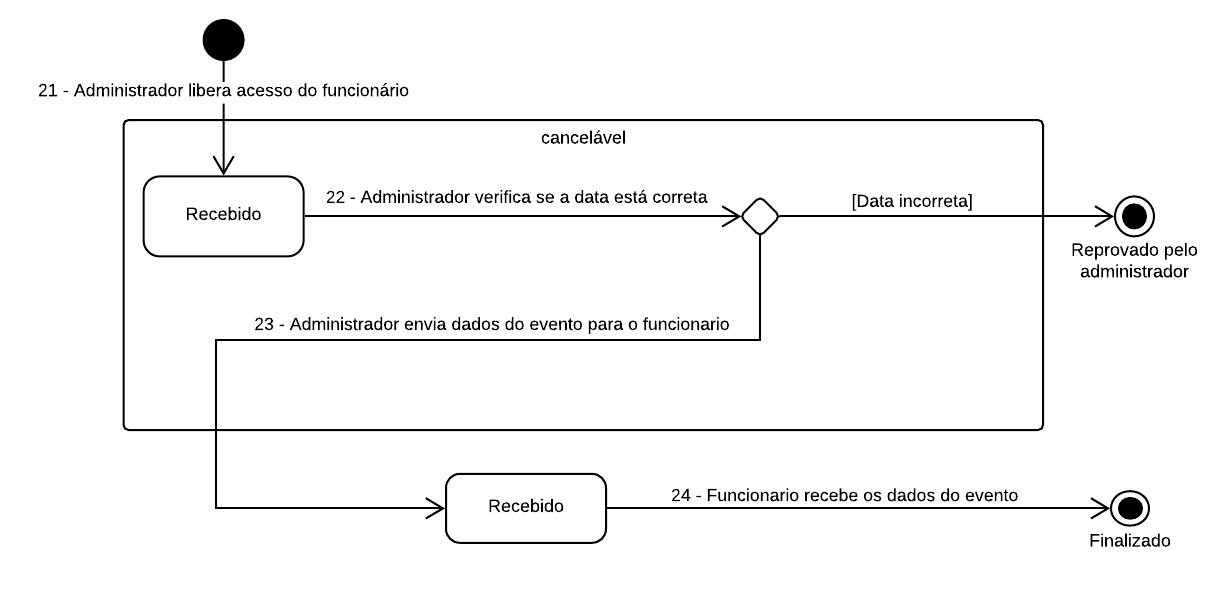 21 - Administrador libera acesso do funcionário
cancelável
Recebido
22 - Administrador verifica se a data está correta
[Data incorreta]
Reprovado pelo
administrador
23 - Administrador envia dados do evento para o funcionario
Recebido
24 - Funcionario recebe os dados do evento
Finalizado